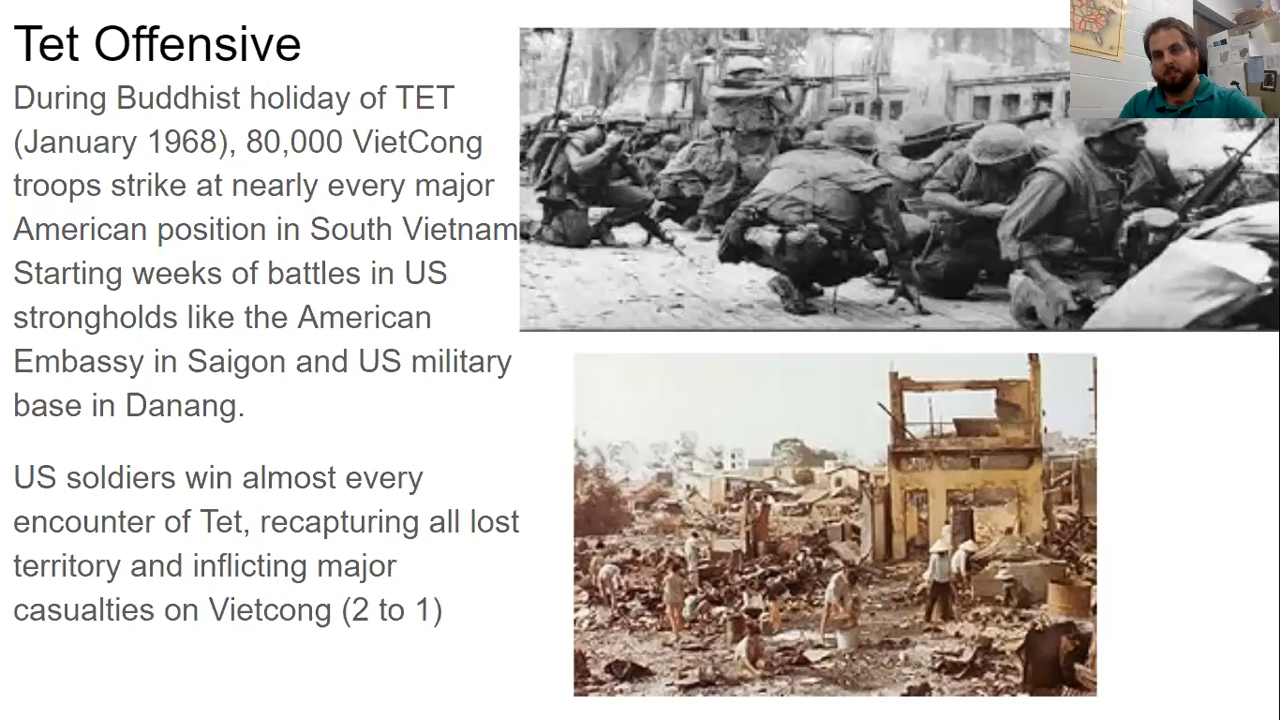 Tet Offensive
During Buddhist holiday of TET
(January 1968), 80,000 VietCong
troops strike at nearly every major
American position in South Vietnam
Starting weeks of battles in US
strongholds like the American
Embassy in Saigon and US military
base in Danang.
US soldiers win almost every
encounter of Tet, recapturing all lost
territory and inflicting major
casualties on Vietcong (2 to 1)